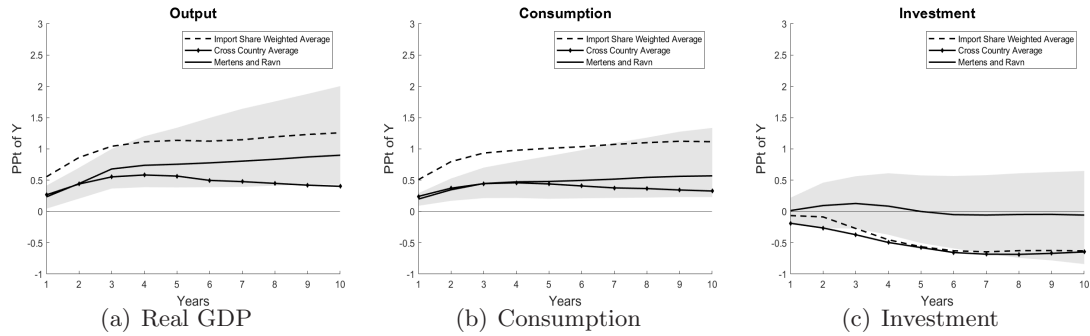 Output
Import Share Weighted Average
Cross Country Average
Mertens and Ravn
PPt of Y
3
2.5
2
1.5
1
0.5
0
-0.5
-1
1 2 3 4 5 6 7 8 9 10
Years
(a) Real GDP
Consumption
Import Share Weighted Average
Cross Country Average
Mertens and Ravn
PPt of Y
3
2.5
2
1.5
1
0.5
0
-0.5
-1
1 2 3 4 5 6 7 8 9 10
Years
(b) Consumption
Investment
Import Share Weighted Average
Cross Country Average
Mertens and Ravn
PPt of Y
3
2.5
2
1.5
1
0.5
0
-0.5
-1
1 2 3 4 5 6 7 8 9 10
Years
(c) Investment